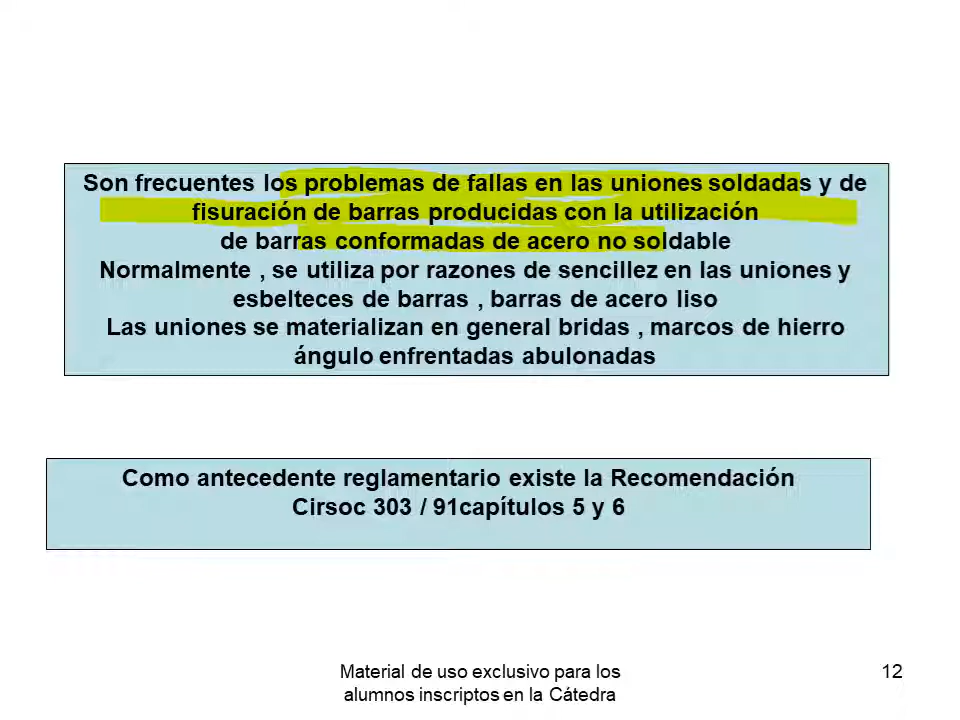 Son frecuentes los problemas de fallas en las uniones soldadas y de
fisuración de barras producidas con la utilización
de barras conformadas de acero no soldable
Normalmente , se utiliza por razones de sencillez en las uniones y
esbelteces de barras , barras de acero liso
Las uniones se materializan en general bridas , marcos de hierro
ángulo enfrentadas abulonadas
Como antecedente reglamentario existe la Recomendación
Cirsoc 303 / 91capítulos 5 y 6
Material de uso exclusivo para los
alumnos inscriptos en la Cátedra
12